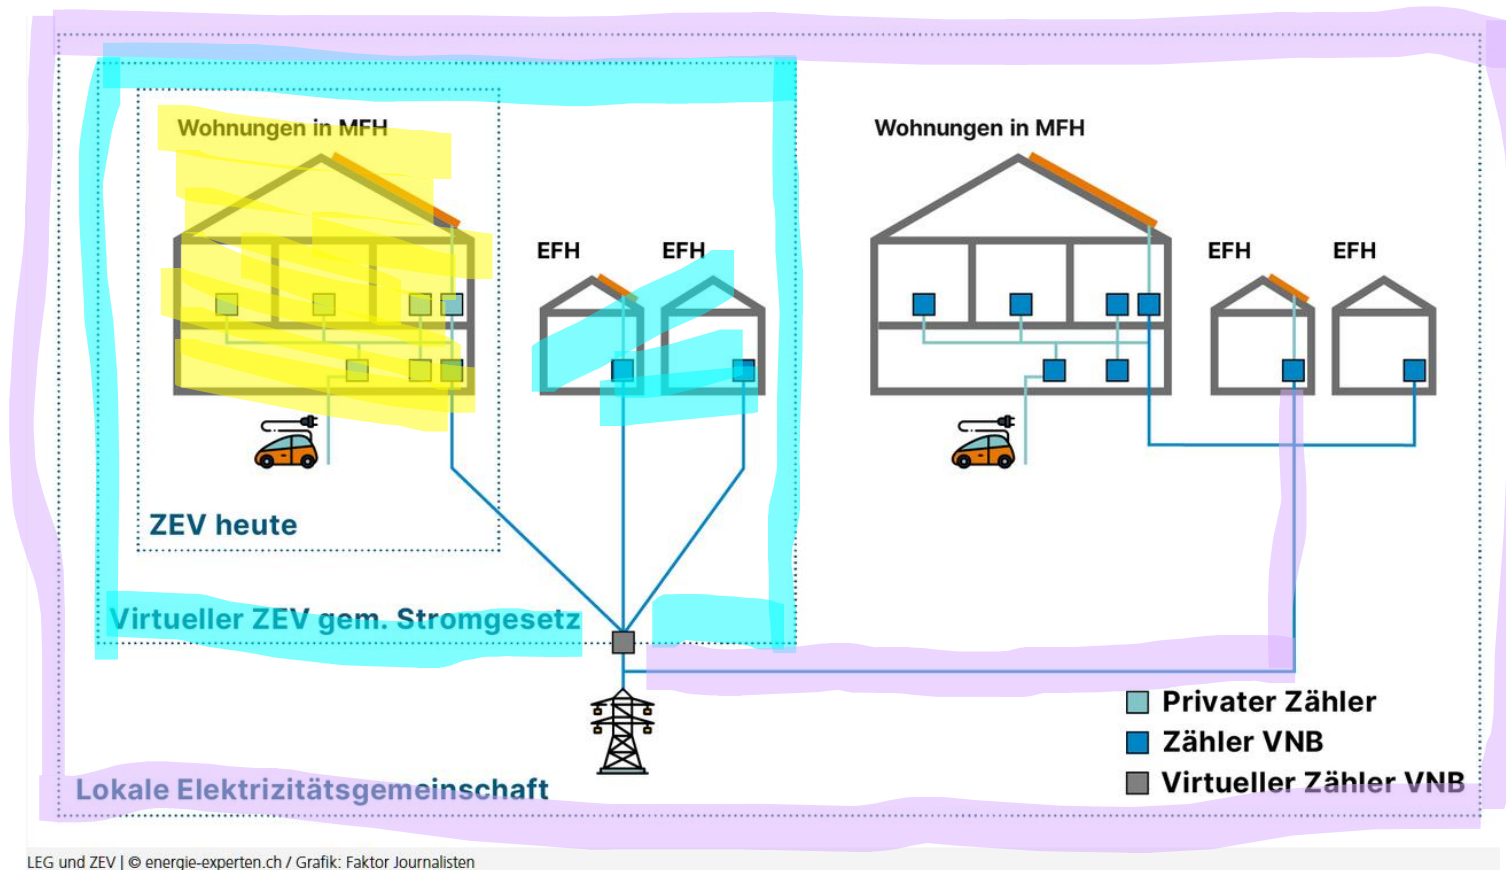 Wohnungen in MFH
Wohnungen in MFH
EFH
EFH
EFH
EFH
ZEV heute
Virtueller ZEV gem. Stromgesetz
Privater Zähler
Zähler VNB
Virtueller Zähler VNB
Lokale Elektrizitätsgemeinschaft
LEG und ZEV | © energie-experten.ch / Grafik: Faktor Journalisten